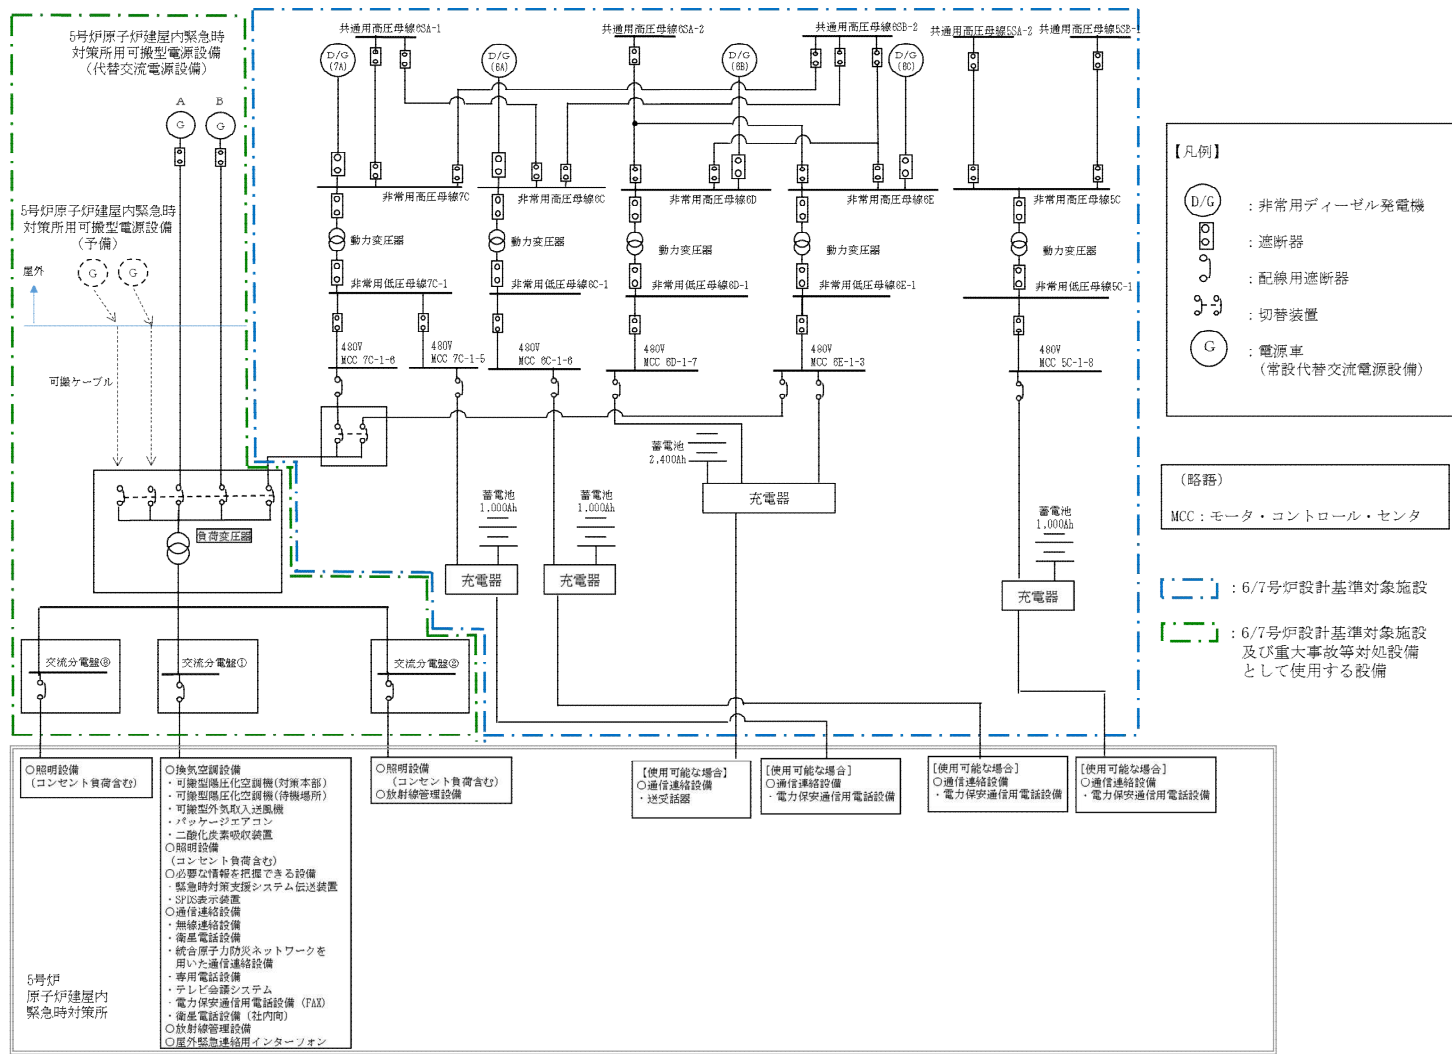 5号炉原子炉建屋内緊急時
対策所用可搬型電源設備
(代替交流電源設備)
A
B
G
G
5号炉原子炉建屋内緊急時
対策所用可搬型電源設備
(予備)
屋外
G
G
可搬ケーブル
負荷変圧器
交流分電盤③
交流分電盤①
交流分電盤②
共通用高圧母線6SA-1
共通用高圧母線6SA-2
共通用高圧母線6SB-2
共通用高圧母線5SA-2
共通用高圧母線5SB-1
D/G
(7A)
D/G
(6A)
D/G
(6B)
D/G
(6C)
非常用高圧母線7C
非常用高圧母線6C
非常用高圧母線6D
非常用高圧母線6E
非常用高圧母線5C
動力変圧器
動力変圧器
動力変圧器
動力変圧器
動力変圧器
非常用低圧母線7C-1
非常用低圧母線6C-1
非常用低圧母線6D-1
非常用低圧母線6E-1
非常用低圧母線5C-1
480V
MCC 7C-1-6
480V
MCC 7C-1-5
480V
MCC 6C-1-6
480V
MCC 6D-1-7
480V
MCC 6E-1-3
480V
MCC 5C-1-8
蓄電池
2,400Ah
充電器
蓄電池
1,000Ah
充電器
蓄電池
1,000Ah
充電器
蓄電池
1,000Ah
充電器
【凡例】
D/G
:非常用ディーゼル発電機
:遮断器
:配線用遮断器
:切替装置
G
:電源車
(常設代替交流電源設備)
(略語)
MCC:モータ・コントロール・センタ
:6/7号炉設計基準対象施設
:6/7号炉設計基準対象施設
及び重大事故等対処設備
として使用する設備
○照明設備
(コンセント負荷含む)
○換気空調設備
・可搬型陽圧化空調機(対策本部)
・可搬型陽圧化空調機(待機場所)
・可搬型外気取入送風機
・パッケージエアコン
・二酸化炭素吸収装置
○照明設備
(コンセント負荷含む)
○必要な情報を把握できる設備
・緊急時対策支援システム伝送装置
・SPDS表示装置
○通信連絡設備
・無線連絡設備
・衛星電話設備
・統合原子力防災ネットワークを
用いた通信連絡設備
・専用電話設備
・テレビ会議システム
・電力保安通信用電話設備(FAX)
・衛星電話設備(社内向)
○放射線管理設備
○屋外緊急連絡用インターフォン
○照明設備
(コンセント負荷含む)
○放射線管理設備
【使用可能な場合】
○通信連絡設備
・送受話器
[使用可能な場合]
○通信連絡設備
・電力保安通信用電話設備
[使用可能な場合]
○通信連絡設備
・電力保安通信用電話設備
[使用可能な場合]
○通信連絡設備
・電力保安通信用電話設備
5号炉
原子炉建屋内
緊急時対策所